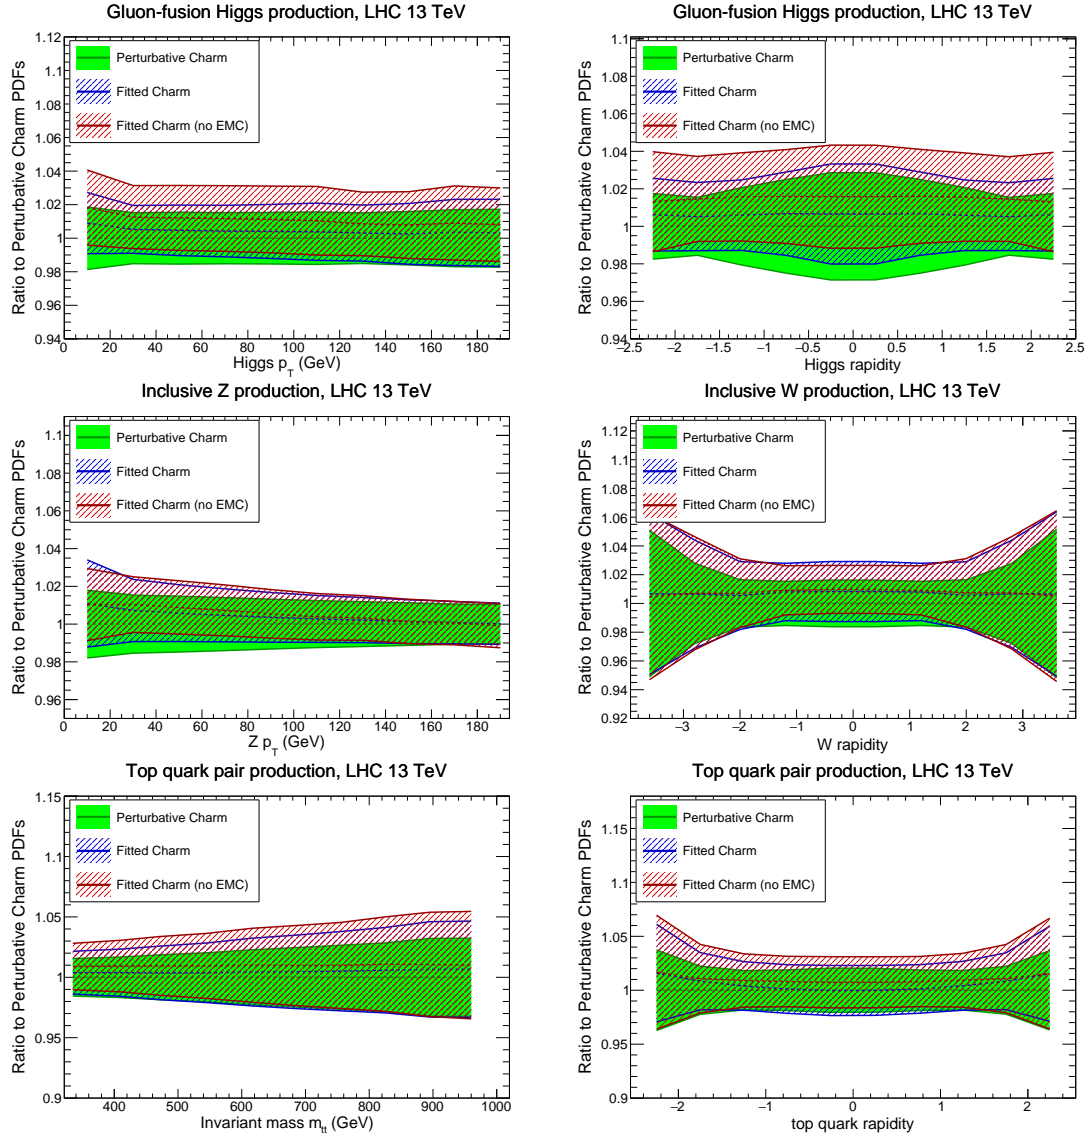 Gluon-fusion Higgs production, LHC 13 TeV
Ratio to Perturbative Charm PDFs
1.12
1.1
1.08
1.06
1.04
1.02
1
0.98
0.96
0.94
Perturbative Charm
Fitted Charm
Fitted Charm (no EMC)
0 20 40 60 80 100 120 140 160 180
Higgs p_T (GeV)
Gluon-fusion Higgs production, LHC 13 TeV
Ratio to Perturbative Charm PDFs
1.1
1.08
1.06
1.04
1.02
1
0.98
0.96
0.94
Perturbative Charm
Fitted Charm
Fitted Charm (no EMC)
−2.5 −2 −1.5 −1 −0.5 0 0.5 1 1.5 2 2.5
Higgs rapidity
Inclusive Z production, LHC 13 TeV
Ratio to Perturbative Charm PDFs
1.1
1.08
1.06
1.04
1.02
1
0.98
0.96
Perturbative Charm
Fitted Charm
Fitted Charm (no EMC)
0 20 40 60 80 100 120 140 160 180
Z p_T (GeV)
Inclusive W production, LHC 13 TeV
Ratio to Perturbative Charm PDFs
1.12
1.1
1.08
1.06
1.04
1.02
1
0.98
0.96
0.94
0.92
Perturbative Charm
Fitted Charm
Fitted Charm (no EMC)
−3 −2 −1 0 1 2 3
W rapidity
Top quark pair production, LHC 13 TeV
Ratio to Perturbative Charm PDFs
1.15
1.1
1.05
1
0.95
0.9
Perturbative Charm
Fitted Charm
Fitted Charm (no EMC)
400 500 600 700 800 900 1000
Invariant mass m_tt (GeV)
Top quark pair production, LHC 13 TeV
Ratio to Perturbative Charm PDFs
1.15
1.1
1.05
1
0.95
0.9
Perturbative Charm
Fitted Charm
Fitted Charm (no EMC)
−2 −1 0 1 2
top quark rapidity